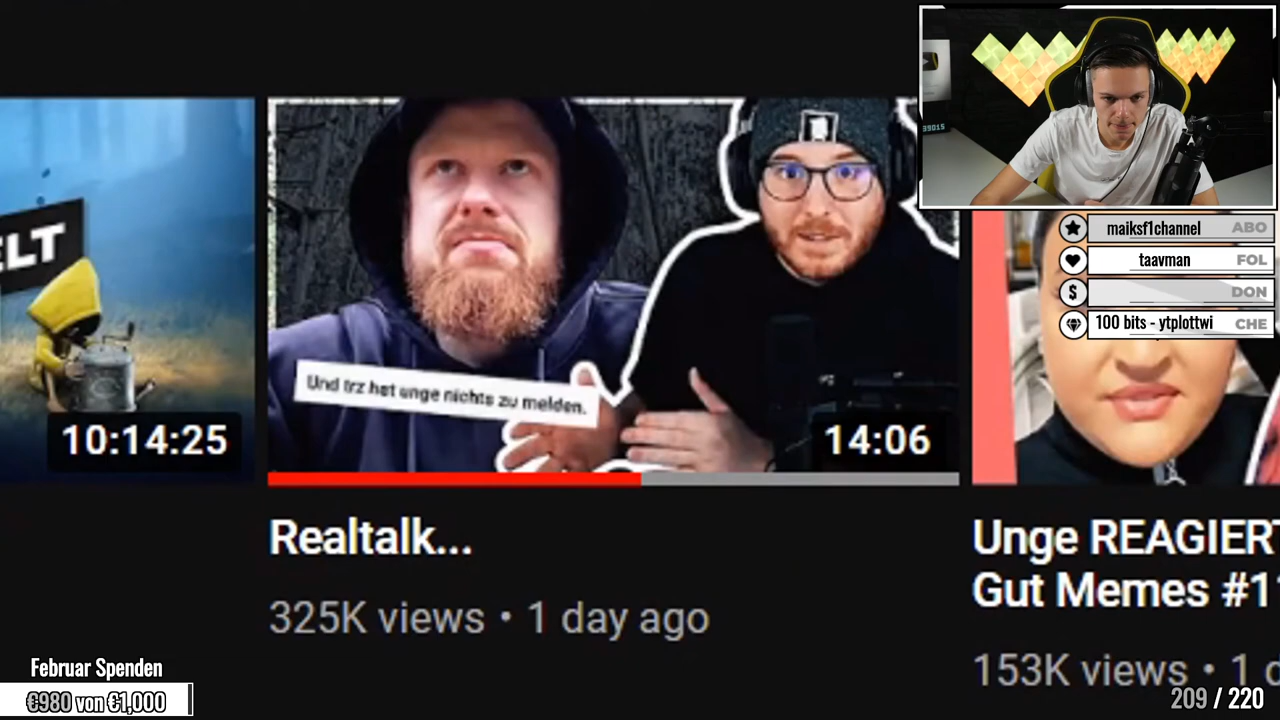 ELT
10:14:25
Und trz hat unge nichts zu melden.
14:06
Realtalk...
325K views • 1 day ago
Unge REAGIERT
Gut Memes #1
153K views • 1 d
39015
maiksf1channel ABO
taavman FOL
DON
100 bits - ytplottwi CHE
Februar Spenden
€980 von €1,000
209 / 220